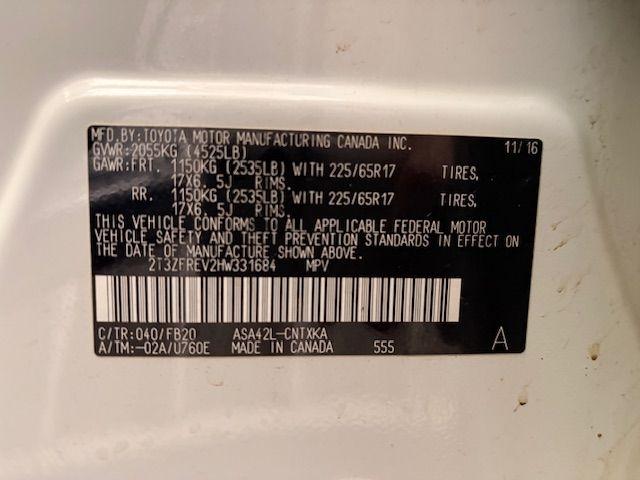 MFD.BY:TOYOTA MOTOR MANUFACTURING CANADA INC.
GVWR:2055KG (4525LB) 11/16
GAWR:FRT. 1150KG (2535LB) WITH 225/65R17 TIRES,
17X6.5J RIMS.
RR. 1150KG (2535LB) WITH 225/65R17 TIRES,
17X6.5J RIMS.
THIS VEHICLE CONFORMS TO ALL APPLICABLE FEDERAL MOTOR
VEHICLE SAFETY AND THEFT PREVENTION STANDARDS IN EFFECT ON
THE DATE OF MANUFACTURE SHOWN ABOVE.
2T3ZFREV2HW331684 MPV
C/TR:040/FB20 ASA42L-CNTXKA
A/TM:-02A/U760E MADE IN CANADA 555 A